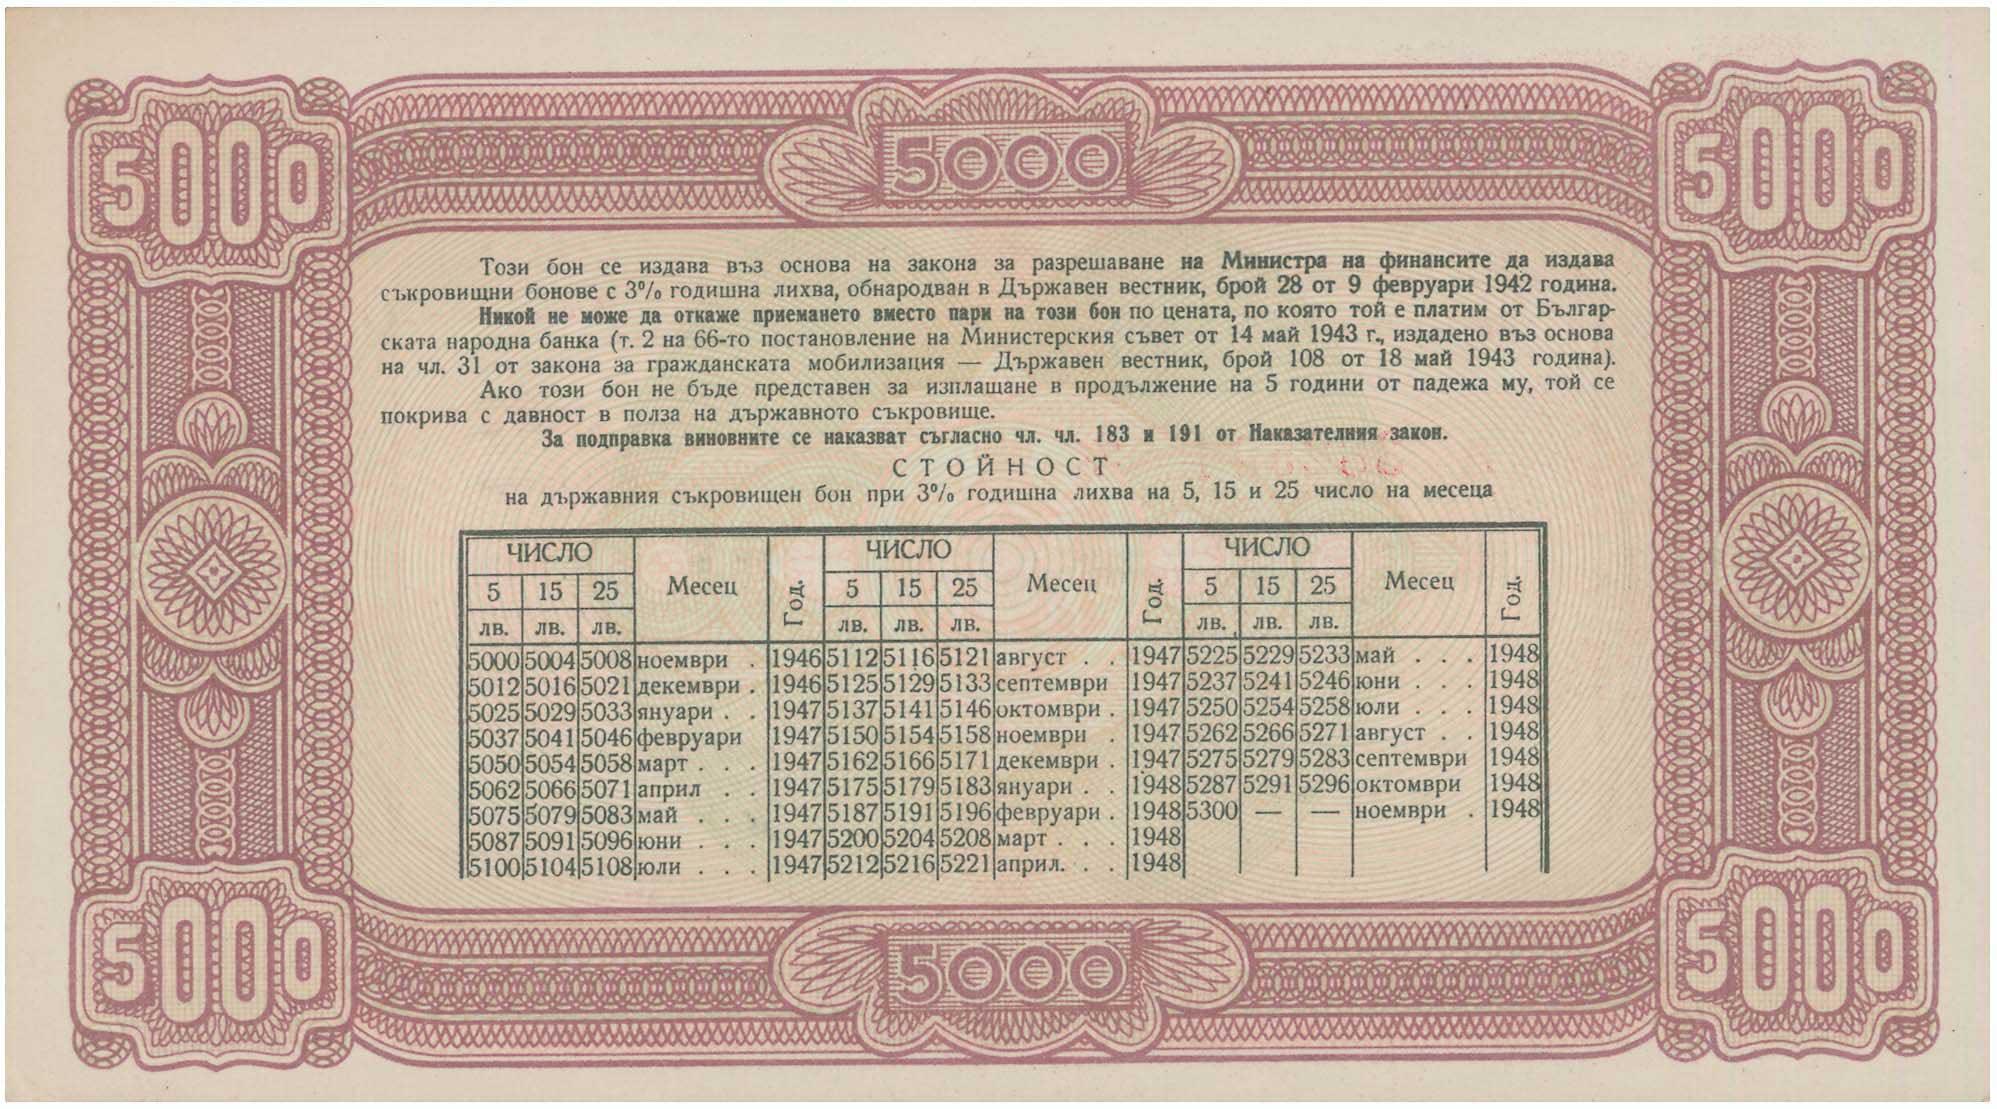 5000 5000 5000
Този бон се издава въз основа на закона за разрешаване на Министра на финансите да издава
съкровищни бонове с 3% годишна лихва, обнародван в Държавен вестник, брой 28 от 9 февруари 1942 година.
Никой не може да откаже приемането вместо пари на този бон по цената, по която той е платим от Българ-
ската народна банка (т. 2 на 66-то постановление на Министерския съвет от 14 май 1943 г., издадено въз основа
на чл. 31 от закона за гражданската мобилизация — Държавен вестник, брой 108 от 18 май 1943 година).
Ако този бон не бъде представен за изплащане в продължение на 5 години от падежа му, той се
покрива с давност в полза на държавното съкровище.
За подправка виновните се наказват съгласно чл. чл. 183 и 191 от Наказателния закон.
СТОЙНОСТ
на държавния съкровищен бон при 3% годишна лихва на 5, 15 и 25 число на месеца
ЧИСЛО Месец Год. ЧИСЛО Месец Год. ЧИСЛО Месец Год.
5 15 25 5 15 25 5 15 25
лв. лв. лв. лв. лв. лв. лв. лв. лв.
5000 5004 5008 ноември . 1946 5112 5116 5121 август . . 1947 5225 5229 5233 май . . . 1948
5012 5016 5021 декември . 1946 5125 5129 5133 септември 1947 5237 5241 5246 юни . . . 1948
5025 5029 5033 януари . . 1947 5137 5141 5146 октомври . 1947 5250 5254 5258 юли . . . 1948
5037 5041 5046 февруари 1947 5150 5154 5158 ноември . 1947 5262 5266 5271 август . . 1948
5050 5054 5058 март . . . 1947 5162 5166 5171 декември . 1947 5275 5279 5283 септември 1948
5062 5066 5071 април . . 1947 5175 5179 5183 януари . . 1948 5287 5291 5296 октомври 1948
5075 5079 5083 май . . . 1947 5187 5191 5196 февруари . 1948 5300 — — ноември . 1948
5087 5091 5096 юни . . . 1947 5200 5204 5208 март . . . 1948
5100 5104 5108 юли . . . 1947 5212 5216 5221 април. . . 1948
5000 5000 5000